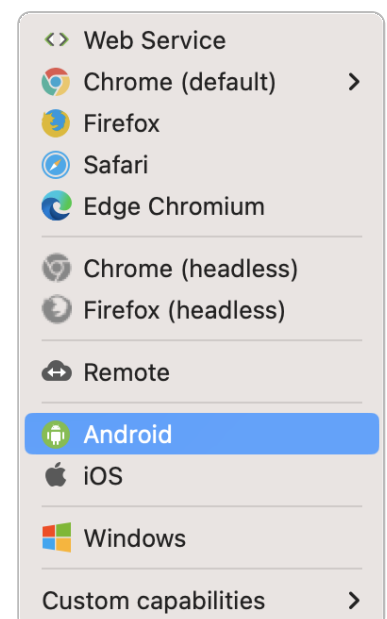 Web Service
Chrome (default)
Firefox
Safari
Edge Chromium
Chrome (headless)
Firefox (headless)
Remote
Android
iOS
Windows
Custom capabilities